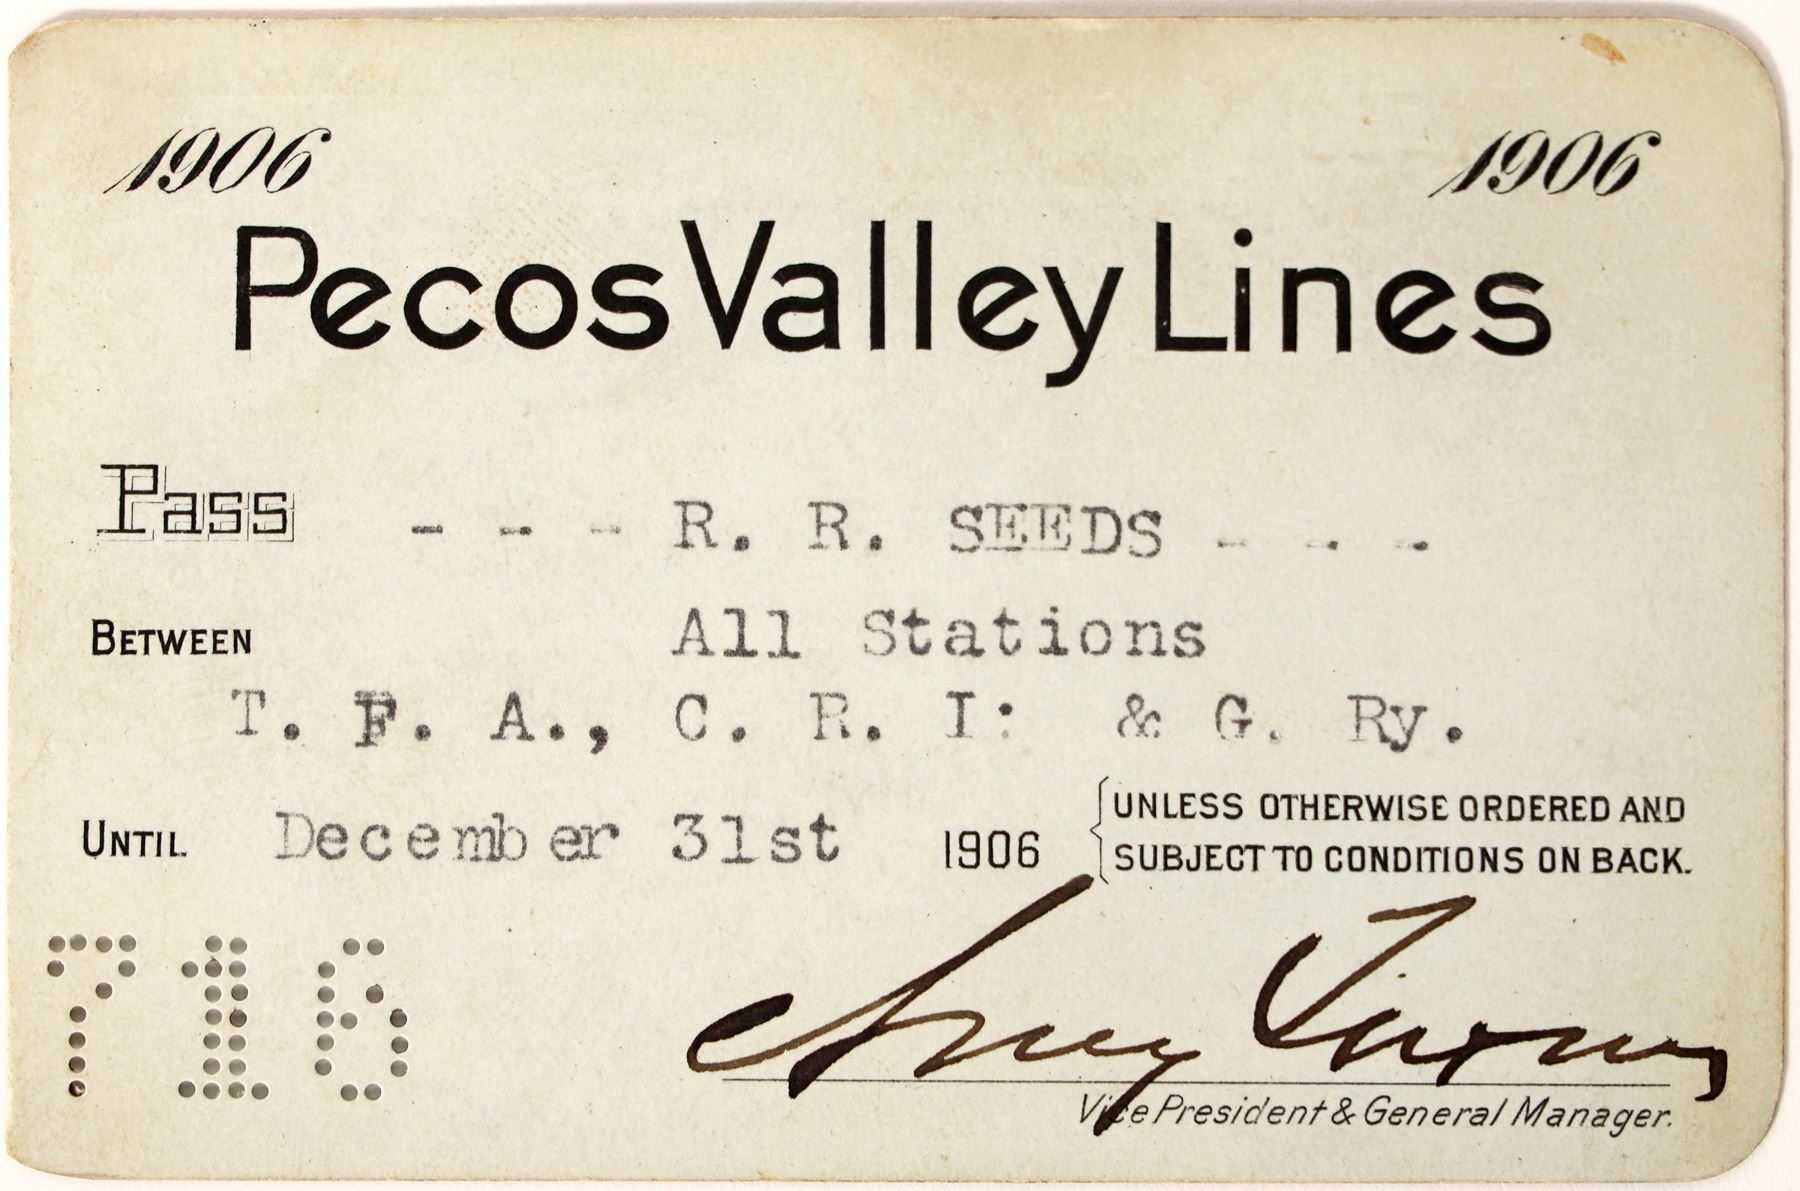 1906 1906
Pecos Valley Lines
Pass - - - R. R. SEEDS - - -
BETWEEN All Stations
T. F. A., C. R. I: & G. Ry.
UNTIL December 31st 1906 { UNLESS OTHERWISE ORDERED AND
SUBJECT TO CONDITIONS ON BACK.
716
Vice President & General Manager.